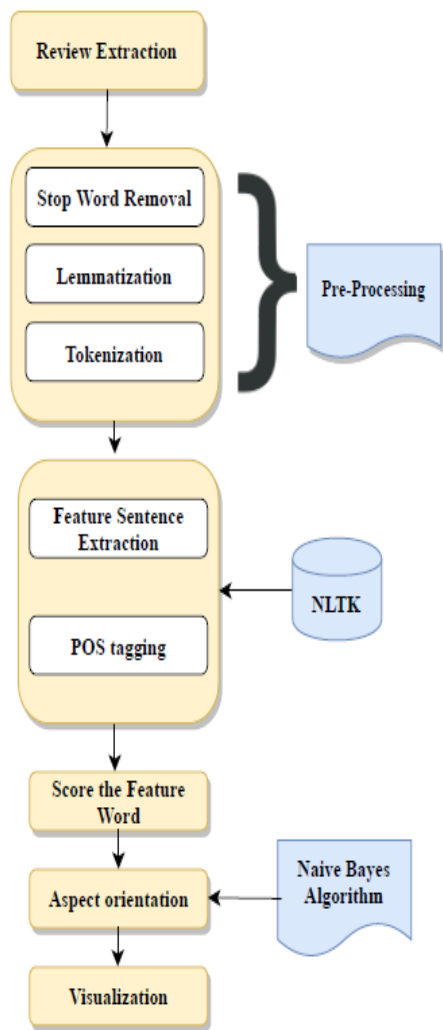 Review Extraction
Stop Word Removal
Lemmatization
Tokenization
Pre-Processing
Feature Sentence
Extraction
POS tagging
NLTK
Score the Feature
Word
Aspect orientation
Naive Bayes
Algorithm
Visualization